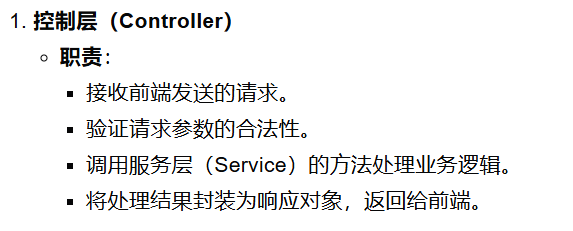 1. 控制层（Controller）
职责：
接收前端发送的请求。
验证请求参数的合法性。
调用服务层（Service）的方法处理业务逻辑。
将处理结果封装为响应对象，返回给前端。